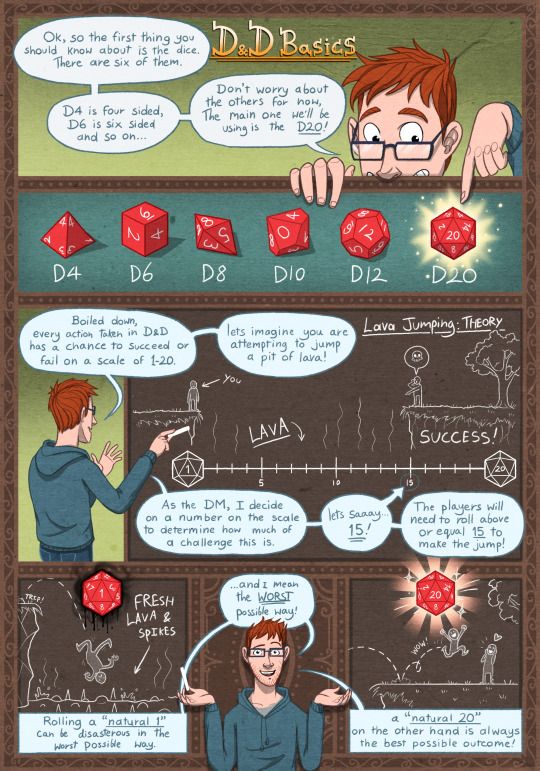 D&D Basics
Ok, so the first thing you
should know about is the dice.
There are six of them.
D4 is four sided,
D6 is six sided
and so on...
Don't worry about
the others for now,
The main one we'll be
using is the D20!
D4
D6
D8
D10
D12
D20
Boiled down,
every action taken in D&D
has a chance to succeed or
fail on a scale of 1-20.
lets imagine you are
attempting to jump
a pit of lava!
Lava Jumping: THEORY
YOU
LAVA
SUCCESS!
1
5
10
15
20
As the DM, I decide
on a number on the scale
to determine how much of
a challenge this is.
lets saaay...
15!
The players will
need to roll above
or equal 15 to
make the jump!
1
FRESH
LAVA &
SPIKES
Rolling a "natural 1"
can be disasterous in the
worst possible way.
...and I mean
the WORST
possible way!
20
WOW!
a "natural 20"
on the other hand is always
the best possible outcome!